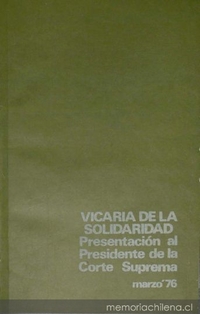 VICARIA DE LA
SOLIDARIDAD
Presentación al
Presidente de la
Corte Suprema
marzo'76
memoriachilena.cl